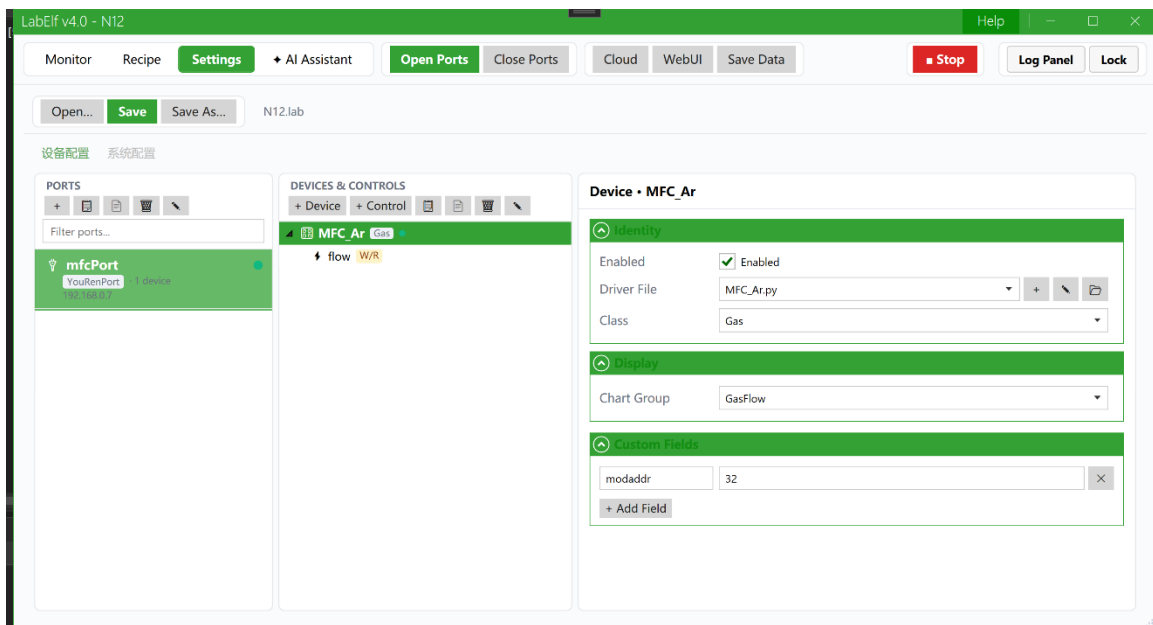 LabElf v4.0 - N12
Help
Monitor Recipe Settings AI Assistant Open Ports Close Ports Cloud WebUI Save Data Stop Log Panel Lock
Open... Save Save As... N12.lab
设备配置 系统配置
PORTS
+
Filter ports...
mfcPort
YouRenPort · 1 device
192.168.0.7
DEVICES & CONTROLS
+ Device + Control
MFC_Ar Gas
flow W/R
Device • MFC_Ar
Identity
Enabled Enabled
Driver File MFC_Ar.py +
Class Gas
Display
Chart Group GasFlow
Custom Fields
modaddr 32
+ Add Field